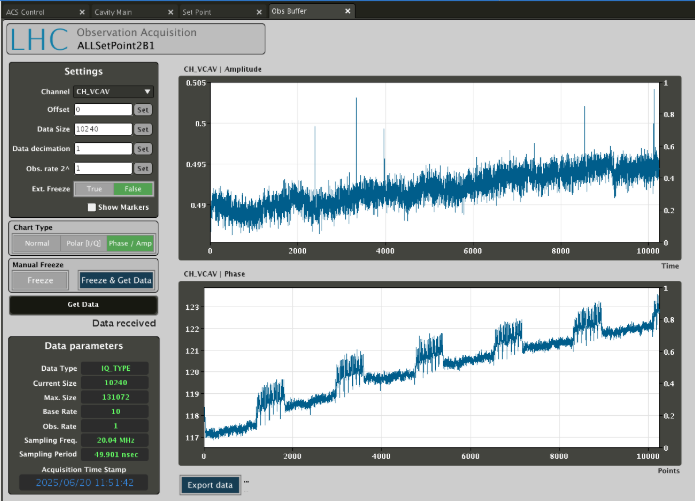 ACS Control × Cavity Main × Set Point × Obs Buffer ×
LHC Observation Acquisition
ALLSetPoint2B1
Settings
Channel CH_VCAV
Offset 0 Set
Data Size 10240 Set
Data decimation 1 Set
Obs. rate 2^ 1 Set
Ext. Freeze True False
Show Markers
Chart Type
Normal Polar [I/Q] Phase / Amp
Manual Freeze
Freeze Freeze & Get Data
Get Data
Data received
Data parameters
Data Type IQ_TYPE
Current Size 10240
Max. Size 131072
Base Rate 10
Obs. Rate 1
Sampling Freq. 20.04 MHz
Sampling Period 49.901 nsec
Acquisition Time Stamp
2025/06/20 11:51:42
CH_VCAV | Amplitude
0.505
0.5
0.495
0.49
1
0.8
0.6
0.4
0.2
0
0 2000 4000 6000 8000 10000
Time
CH_VCAV | Phase
123
122
121
120
119
118
117
1
0.8
0.6
0.4
0.2
0
0 2000 4000 6000 8000 10000
Points
Export data ...